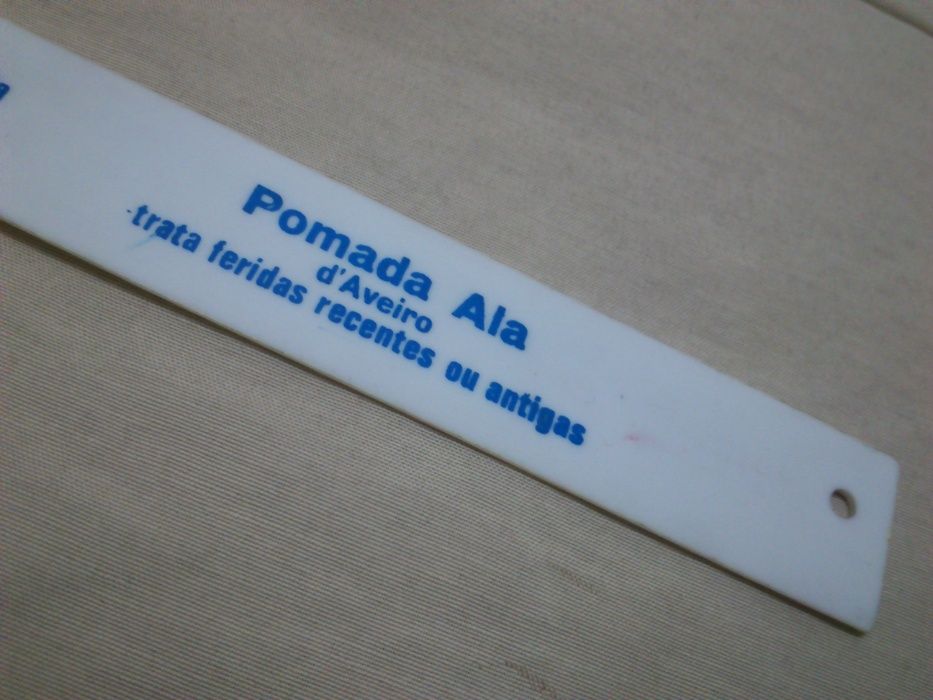 Pomada Ala
d'Aveiro
trata feridas recentes ou antigas